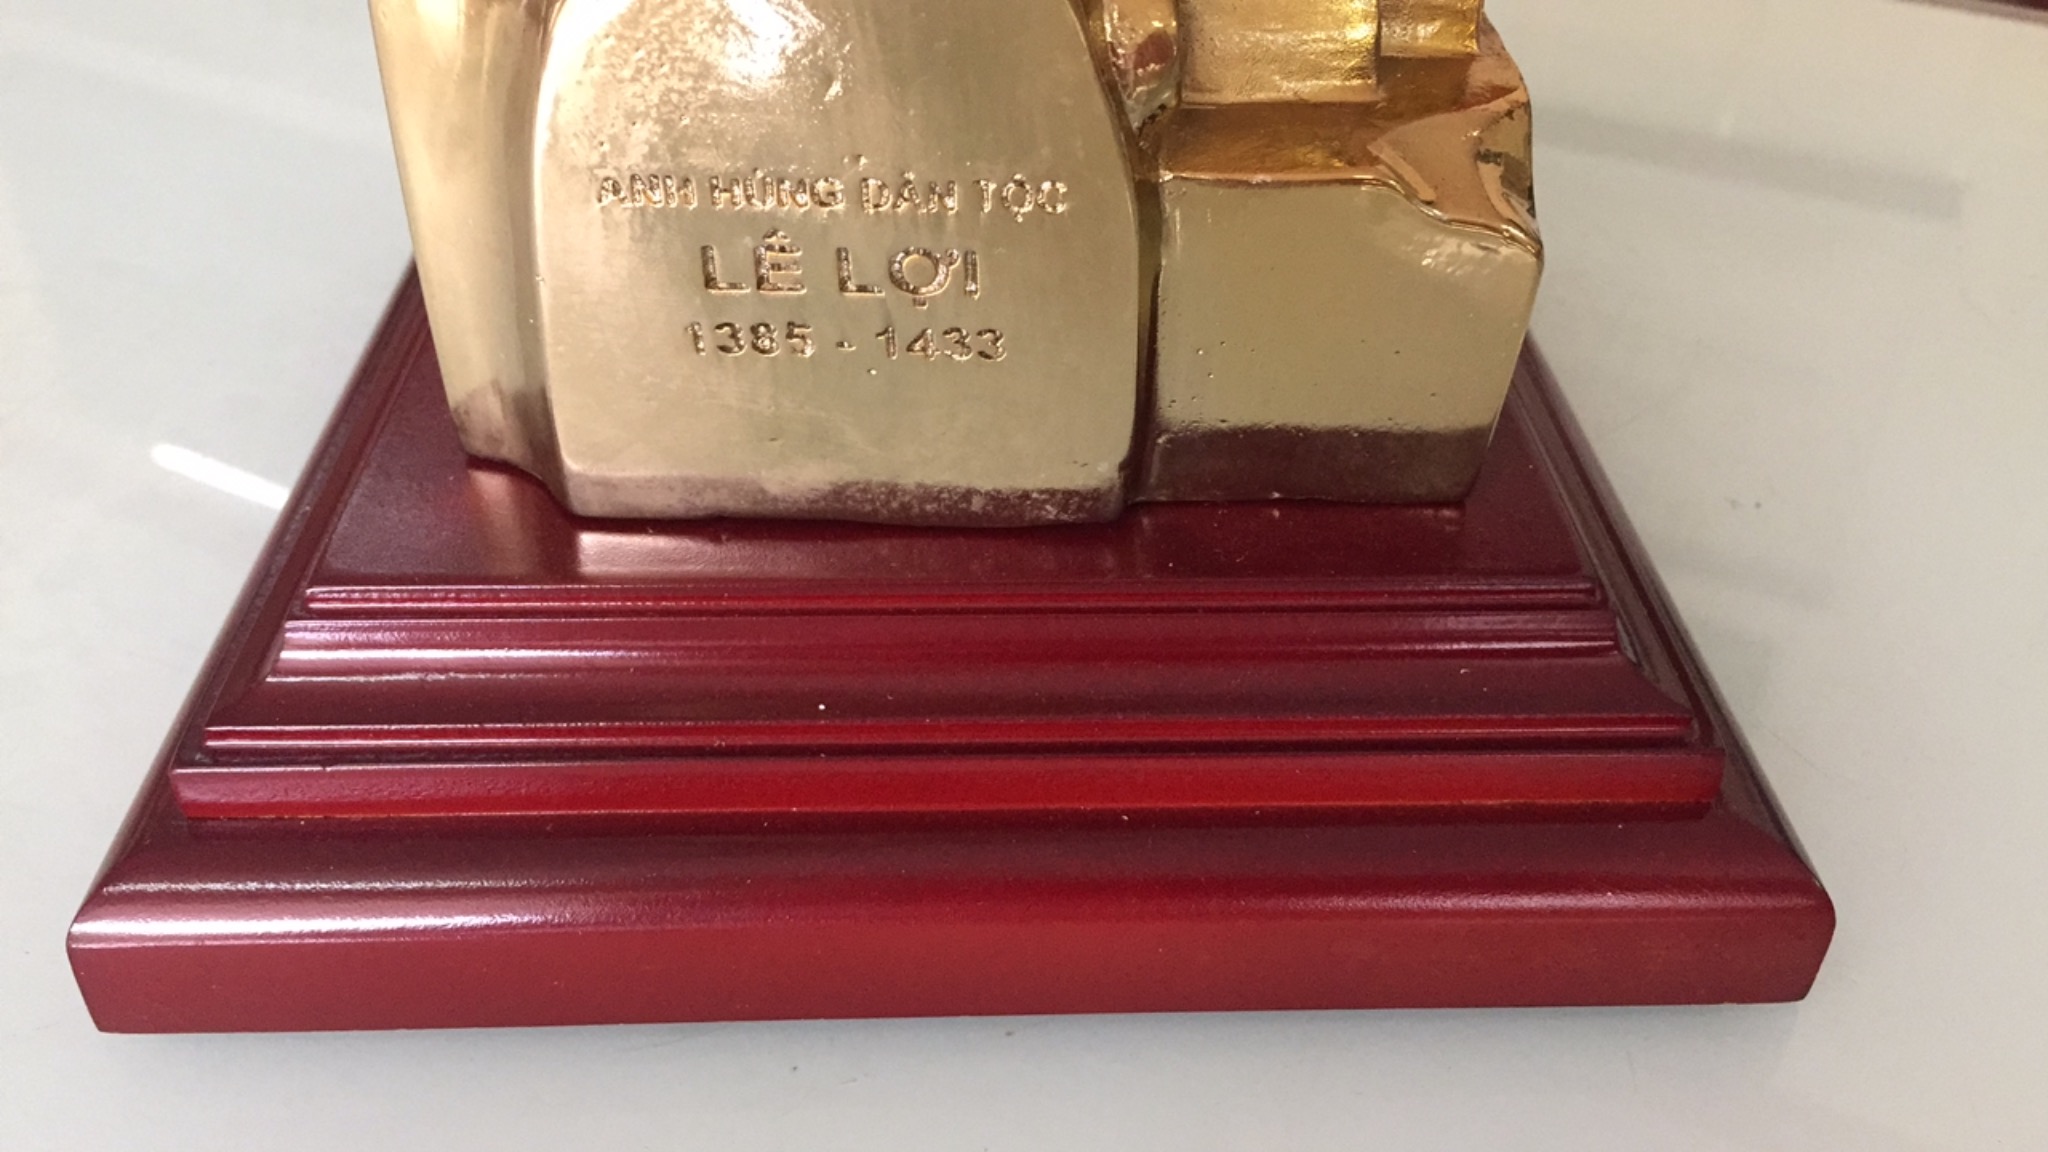 ANH HÙNG DÂN TỘC
LÊ LỢI
1385 - 1433